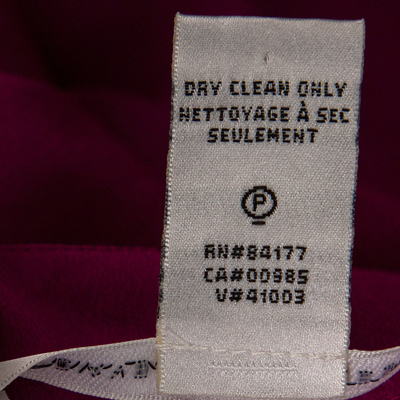 DRY CLEAN ONLY
NETTOYAGE À SEC
SEULEMENT
P
RN#84177
CA#00985
V#41003